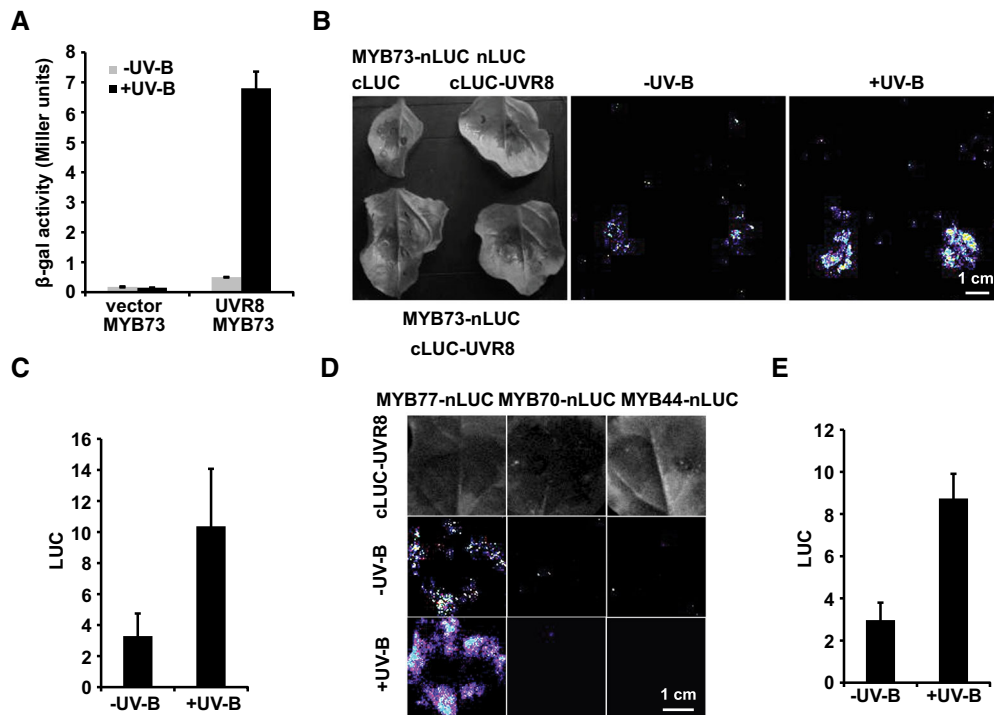 A
β-gal activity (Miller units)
8
7
6
5
4
3
2
1
0
-UV-B
+UV-B
vector UVR8
MYB73 MYB73
B
MYB73-nLUC nLUC
cLUC cLUC-UVR8
-UV-B
+UV-B
1 cm
MYB73-nLUC
cLUC-UVR8
C
LUC
16
14
12
10
8
6
4
2
0
-UV-B +UV-B
D
MYB77-nLUC MYB70-nLUC MYB44-nLUC
cLUC-UVR8
-UV-B
+UV-B
1 cm
E
LUC
12
10
8
6
4
2
0
-UV-B +UV-B